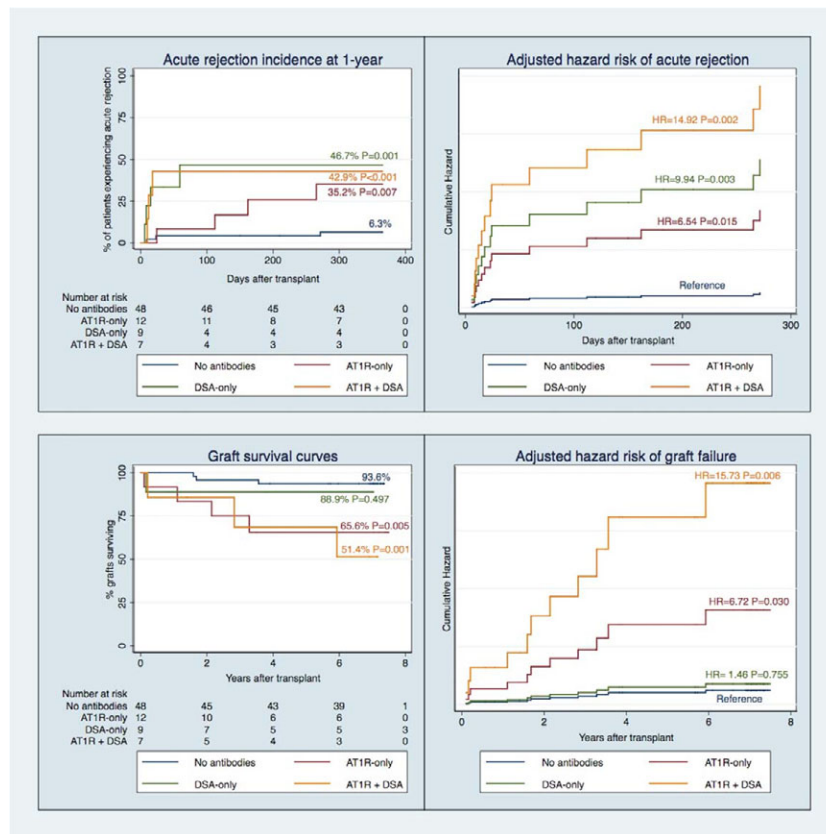 Acute rejection incidence at 1-year
% of patients experiencing acute rejection
100
75
50
25
0
46.7% P=0.001
42.9% P<0.001
35.2% P=0.007
6.3%
0 100 200 300 400
Days after transplant
Number at risk
No antibodies 48 46 45 43 0
AT1R-only 12 11 8 7 0
DSA-only 9 4 4 4 0
AT1R + DSA 7 4 3 3 0
No antibodies AT1R-only
DSA-only AT1R + DSA
Adjusted hazard risk of acute rejection
Cumulative Hazard
HR=14.92 P=0.002
HR=9.94 P=0.003
HR=6.54 P=0.015
Reference
0 100 200 300
Days after transplant
No antibodies AT1R-only
DSA-only AT1R + DSA
Graft survival curves
% grafts surviving
100
75
50
25
0
93.6%
88.9% P=0.497
65.6% P=0.005
51.4% P=0.001
0 2 4 6 8
Years after transplant
Number at risk
No antibodies 48 45 43 39 1
AT1R-only 12 10 6 6 0
DSA-only 9 7 5 5 3
AT1R + DSA 7 5 4 3 0
No antibodies AT1R-only
DSA-only AT1R + DSA
Adjusted hazard risk of graft failure
Cumulative Hazard
HR=15.73 P=0.006
HR=6.72 P=0.030
HR= 1.46 P=0.755
Reference
0 2 4 6 8
Years after transplant
No antibodies AT1R-only
DSA-only AT1R + DSA